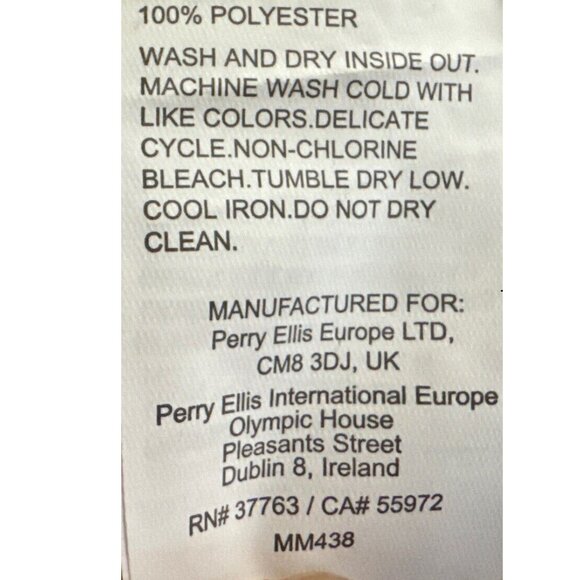 100% POLYESTER
WASH AND DRY INSIDE OUT.
MACHINE WASH COLD WITH
LIKE COLORS.DELICATE
CYCLE.NON-CHLORINE
BLEACH.TUMBLE DRY LOW.
COOL IRON.DO NOT DRY
CLEAN.
MANUFACTURED FOR:
Perry Ellis Europe LTD,
CM8 3DJ, UK
Perry Ellis International Europe
Olympic House
Pleasants Street
Dublin 8, Ireland
RN# 37763 / CA# 55972
MM438